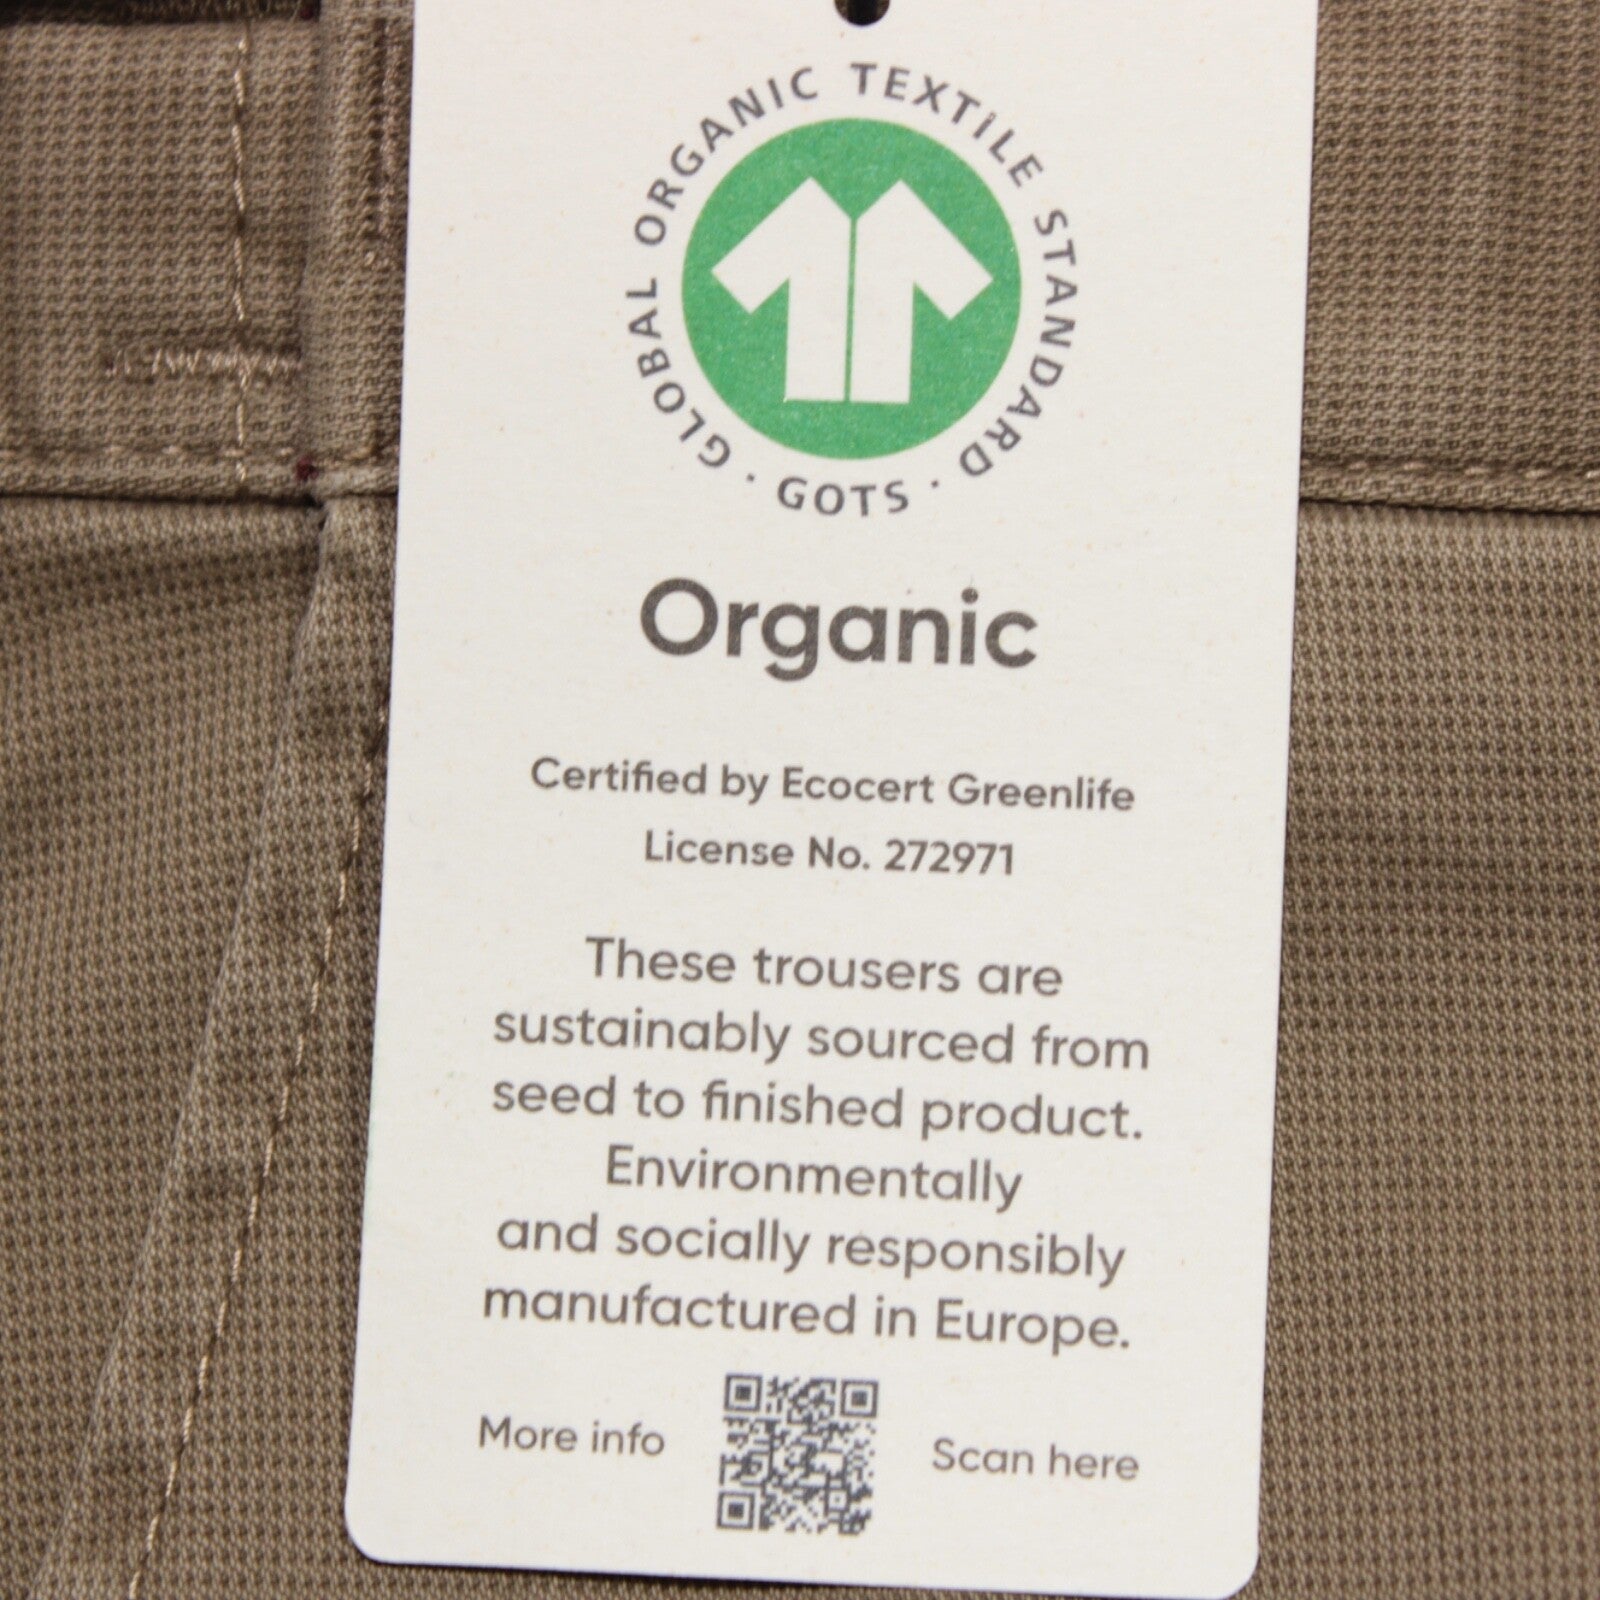 GLOBAL ORGANIC TEXTILE STANDARD · GOTS ·
Organic
Certified by Ecocert Greenlife
License No. 272971
These trousers are
sustainably sourced from
seed to finished product.
Environmentally
and socially responsibly
manufactured in Europe.
More info
Scan here